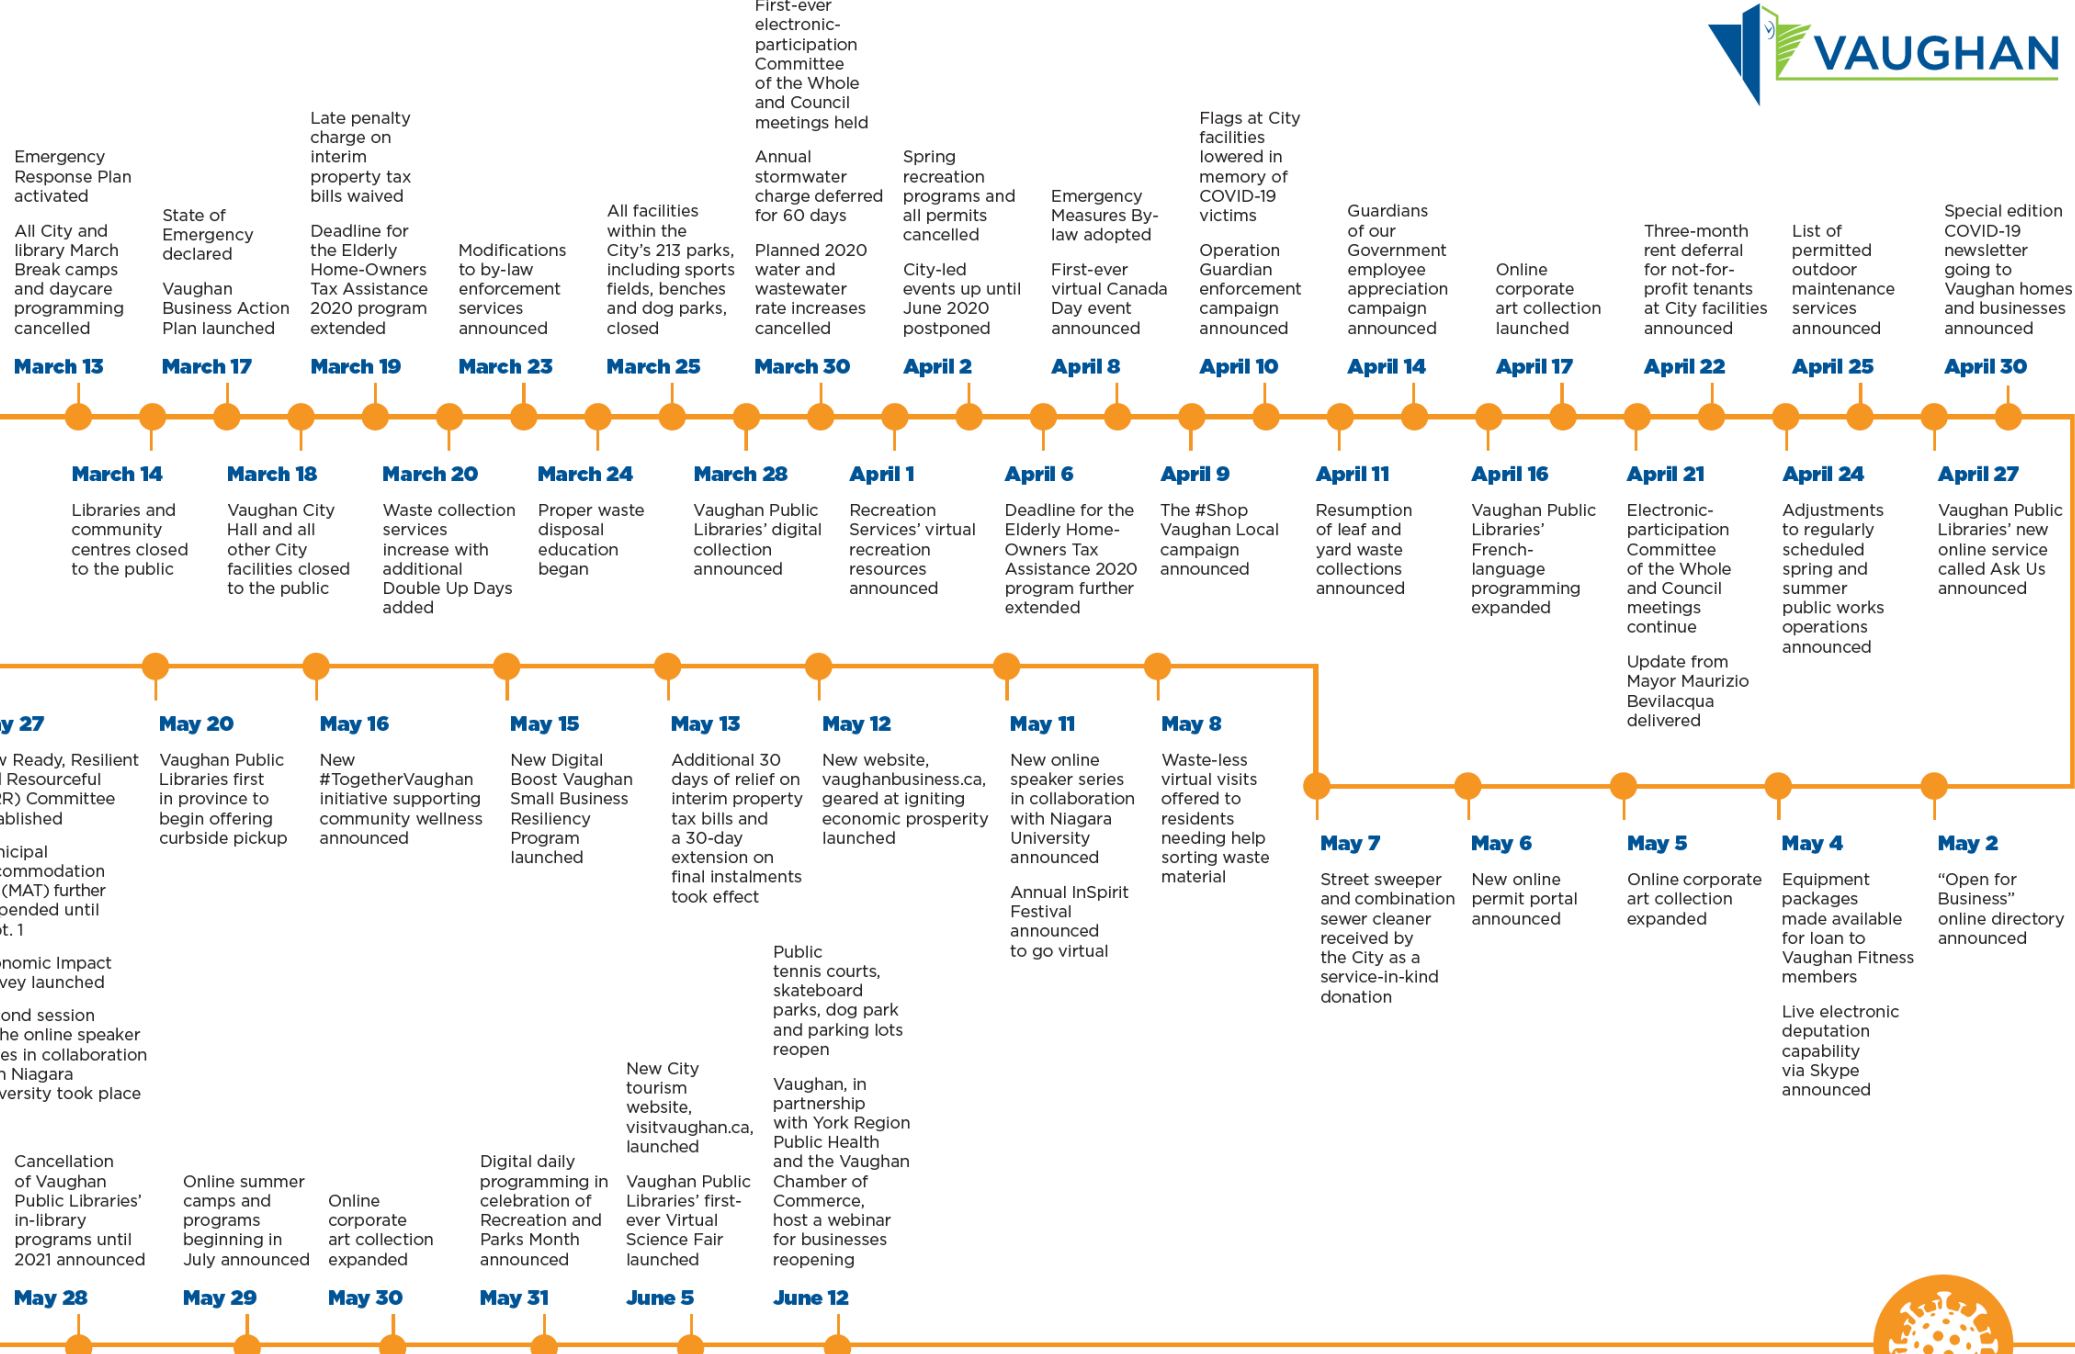 VAUGHAN
Emergency
Response Plan
activated
All City and
library March
Break camps
and daycare
programming
cancelled
March 13
State of
Emergency
declared
Vaughan
Business Action
Plan launched
March 17
Late penalty
charge on
interim
property tax
bills waived
Deadline for
the Elderly
Home-Owners
Tax Assistance
2020 program
extended
March 19
Modifications
to by-law
enforcement
services
announced
March 23
All facilities
within the
City's 213 parks,
including sports
fields, benches
and dog parks,
closed
March 25
First-ever
electronic-
participation
Committee
of the Whole
and Council
meetings held
Annual
stormwater
charge deferred
for 60 days
Planned 2020
water and
wastewater
rate increases
cancelled
March 30
Spring
recreation
programs and
all permits
cancelled
City-led
events up until
June 2020
postponed
April 2
Emergency
Measures By-
law adopted
First-ever
virtual Canada
Day event
announced
April 8
Flags at City
facilities
lowered in
memory of
COVID-19
victims
Operation
Guardian
enforcement
campaign
announced
April 10
Guardians
of our
Government
employee
appreciation
campaign
announced
April 14
Online
corporate
art collection
launched
April 17
Three-month
rent deferral
for not-for-
profit tenants
at City facilities
announced
April 22
List of
permitted
outdoor
maintenance
services
announced
April 25
Special edition
COVID-19
newsletter
going to
Vaughan homes
and businesses
announced
April 30
March 14
Libraries and
community
centres closed
to the public
March 18
Vaughan City
Hall and all
other City
facilities closed
to the public
March 20
Waste collection
services
increase with
additional
Double Up Days
added
March 24
Proper waste
disposal
education
began
March 28
Vaughan Public
Libraries' digital
collection
announced
April 1
Recreation
Services' virtual
recreation
resources
announced
April 6
Deadline for the
Elderly Home-
Owners Tax
Assistance 2020
program further
extended
April 9
The #Shop
Vaughan Local
campaign
announced
April 11
Resumption
of leaf and
yard waste
collections
announced
April 16
Vaughan Public
Libraries'
French-
language
programming
expanded
April 21
Electronic-
participation
Committee
of the Whole
and Council
meetings
continue
Update from
Mayor Maurizio
Bevilacqua
delivered
April 24
Adjustments
to regularly
scheduled
spring and
summer
public works
operations
announced
April 27
Vaughan Public
Libraries' new
online service
called Ask Us
announced
27
Ready, Resilient
Resourceful
Committee
(MAT) further
until
1
Impact
launched
session
online speaker
in collaboration
Niagara
took place
May 20
Vaughan Public
Libraries first
in province to
begin offering
curbside pickup
May 16
New
#TogetherVaughan
initiative supporting
community wellness
announced
May 15
New Digital
Boost Vaughan
Small Business
Resiliency
Program
launched
May 13
Additional 30
days of relief on
interim property
tax bills and
a 30-day
extension on
final instalments
took effect
May 12
New website,
vaughanbusiness.ca,
geared at igniting
economic prosperity
launched
May 11
New online
speaker series
in collaboration
with Niagara
University
announced
Annual InSpirit
Festival
announced
to go virtual
May 8
Waste-less
virtual visits
offered to
residents
needing help
sorting waste
material
May 7
Street sweeper
and combination
sewer cleaner
received by
the City as a
service-in-kind
donation
May 6
New online
permit portal
announced
May 5
Online corporate
art collection
expanded
May 4
Equipment
packages
made available
for loan to
Vaughan Fitness
members
Live electronic
deputation
capability
via Skype
announced
May 2
“Open for
Business”
online directory
announced
Cancellation
of Vaughan
Public Libraries'
in-library
programs until
2021 announced
May 28
Online summer
camps and
programs
beginning in
July announced
May 29
Online
corporate
art collection
expanded
May 30
Digital daily
programming in
celebration of
Recreation and
Parks Month
announced
May 31
New City
tourism
website,
visitvaughan.ca,
launched
Vaughan Public
Libraries' first-
ever Virtual
Science Fair
launched
June 5
Public
tennis courts,
skateboard
parks, dog park
and parking lots
reopen
Vaughan, in
partnership
with York Region
Public Health
and the Vaughan
Chamber of
Commerce,
host a webinar
for businesses
reopening
June 12